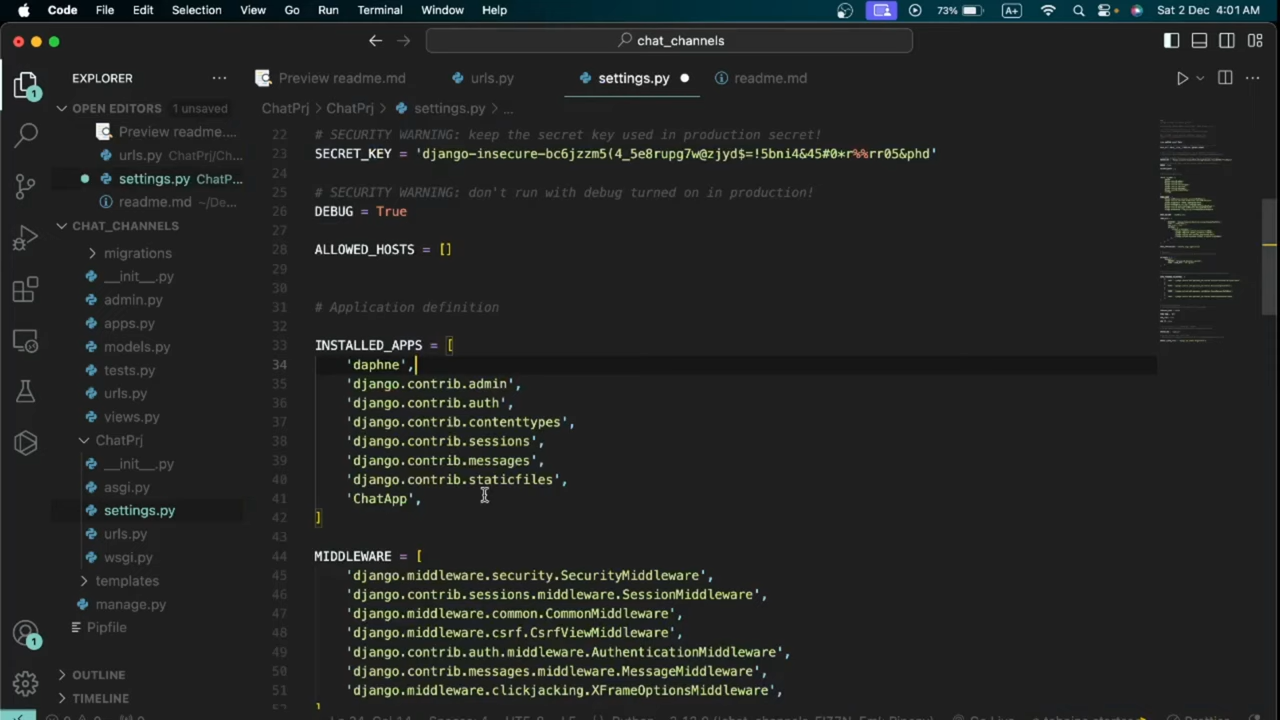 Code File Edit Selection View Go Run Terminal Window Help 73% A+ Sat 2 Dec 4:01 AM
chat_channels
EXPLORER
Preview readme.md urls.py settings.py readme.md
OPEN EDITORS 1 unsaved
Preview readme....
urls.py ChatPrj/Ch...
settings.py ChatP...
readme.md ~/De...
CHAT_CHANNELS
migrations
__init__.py
admin.py
apps.py
models.py
tests.py
urls.py
views.py
ChatPrj
__init__.py
asgi.py
settings.py
urls.py
wsgi.py
templates
manage.py
Pipfile
OUTLINE
TIMELINE
1
1
ChatPrj > ChatPrj > settings.py > ...
22 # SECURITY WARNING: keep the secret key used in production secret!
23 SECRET_KEY = 'django-insecure-bc6jzzm5(4_5e8rupg7w@zjyd$=!5bni4&45#0*r%%rr05&phd'
24
25 # SECURITY WARNING: don't run with debug turned on in production!
26 DEBUG = True
27
28 ALLOWED_HOSTS = []
29
30
31 # Application definition
32
33 INSTALLED_APPS = [
34 'daphne',
35 'django.contrib.admin',
36 'django.contrib.auth',
37 'django.contrib.contenttypes',
38 'django.contrib.sessions',
39 'django.contrib.messages',
40 'django.contrib.staticfiles',
41 'ChatApp',
42 ]
43
44 MIDDLEWARE = [
45 'django.middleware.security.SecurityMiddleware',
46 'django.contrib.sessions.middleware.SessionMiddleware',
47 'django.middleware.common.CommonMiddleware',
48 'django.middleware.csrf.CsrfViewMiddleware',
49 'django.contrib.auth.middleware.AuthenticationMiddleware',
50 'django.contrib.messages.middleware.MessageMiddleware',
51 'django.middleware.clickjacking.XFrameOptionsMiddleware',